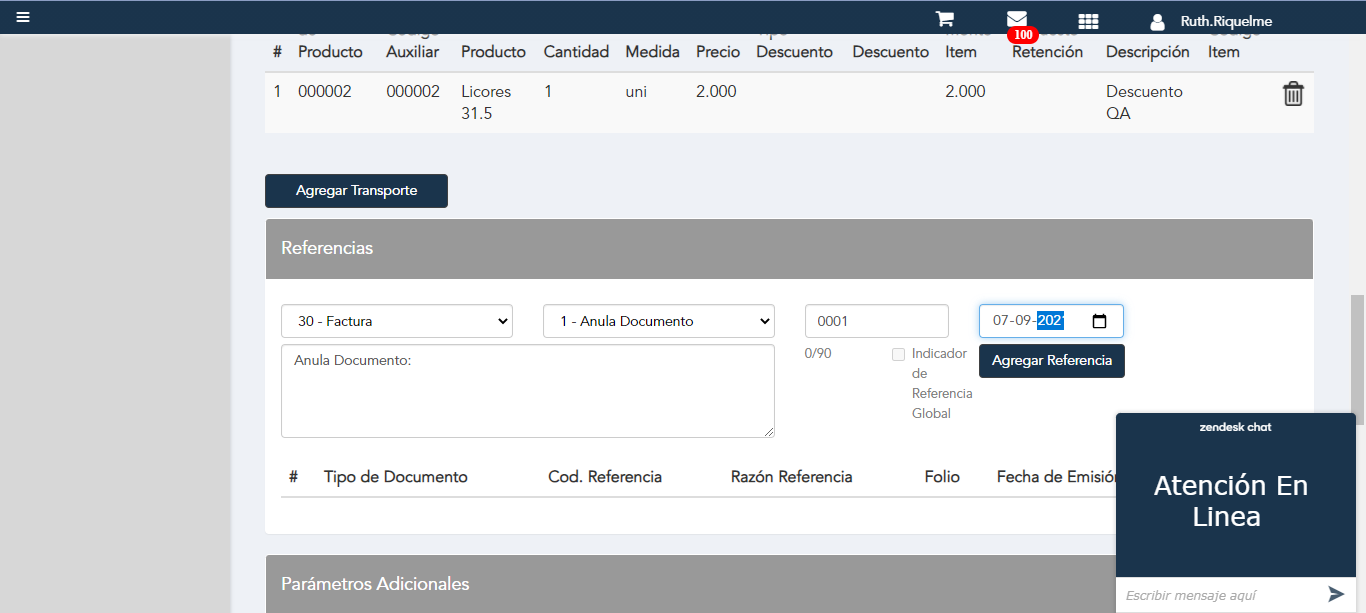 Ruth.Riquelme
100
# Producto Auxiliar Producto Cantidad Medida Precio Descuento Descuento Item Retención Descripción Item
1 000002 000002 Licores 31.5 1 uni 2.000 2.000 Descuento QA
Agregar Transporte
Referencias
30 - Factura 1 - Anula Documento 0001 07-09-2021
Anula Documento:
0/90
Indicador
de
Referencia
Global
Agregar Referencia
# Tipo de Documento Cod. Referencia Razón Referencia Folio Fecha de Emisión
zendesk chat
Atención En
Linea
Escribir mensaje aquí
Parámetros Adicionales